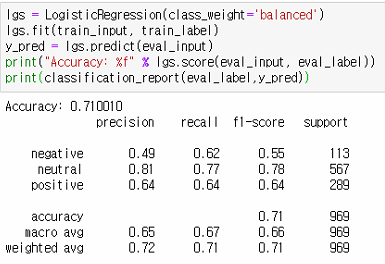 lgs = LogisticRegression(class_weight='balanced')
lgs.fit(train_input, train_label)
y_pred = lgs.predict(eval_input)
print("Accuracy: %f" % lgs.score(eval_input, eval_label))
print(classification_report(eval_label,y_pred))
Accuracy: 0.710010
precision recall f1-score support
negative 0.49 0.62 0.55 113
neutral 0.81 0.77 0.78 567
positive 0.64 0.64 0.64 289
accuracy 0.71 969
macro avg 0.65 0.67 0.66 969
weighted avg 0.72 0.71 0.71 969